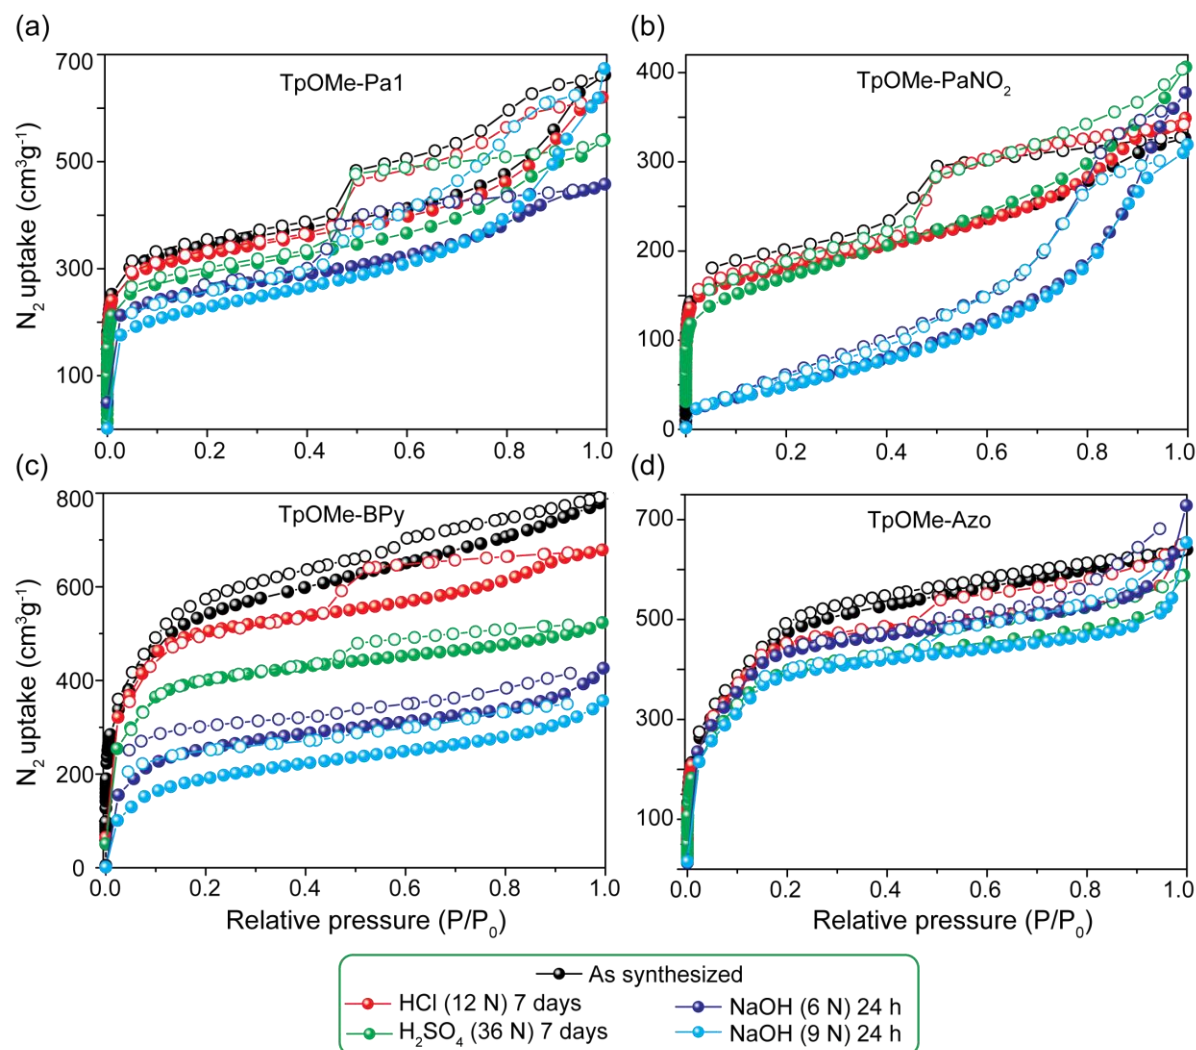 (a)
TpOMe-Pa1
N₂ uptake (cm³g⁻¹)
700
500
300
100
0.0 0.2 0.4 0.6 0.8 1.0
(b)
TpOMe-PaNO₂
400
300
200
100
0
0.2 0.4 0.6 0.8 1.0
(c)
TpOMe-BPy
N₂ uptake (cm³g⁻¹)
800
600
400
200
0
0.0 0.2 0.4 0.6 0.8 1.0
Relative pressure (P/P₀)
(d)
TpOMe-Azo
700
500
300
100
0.0 0.2 0.4 0.6 0.8 1.0
Relative pressure (P/P₀)
As synthesized
HCl (12 N) 7 days
H₂SO₄ (36 N) 7 days
NaOH (6 N) 24 h
NaOH (9 N) 24 h